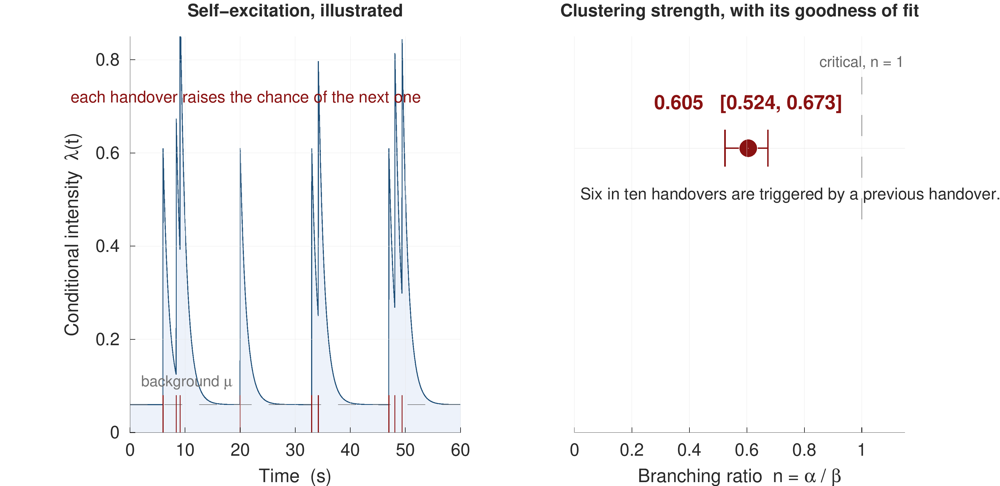 Self−excitation, illustrated
0.8
0.6
0.4
0.2
0
each handover raises the chance of the next one
background μ
Conditional intensity λ(t)
0 10 20 30 40 50 60
Time (s)
Clustering strength, with its goodness of fit
critical, n = 1
0.605 [0.524, 0.673]
Six in ten handovers are triggered by a previous handover.
0 0.2 0.4 0.6 0.8 1
Branching ratio n = α / β